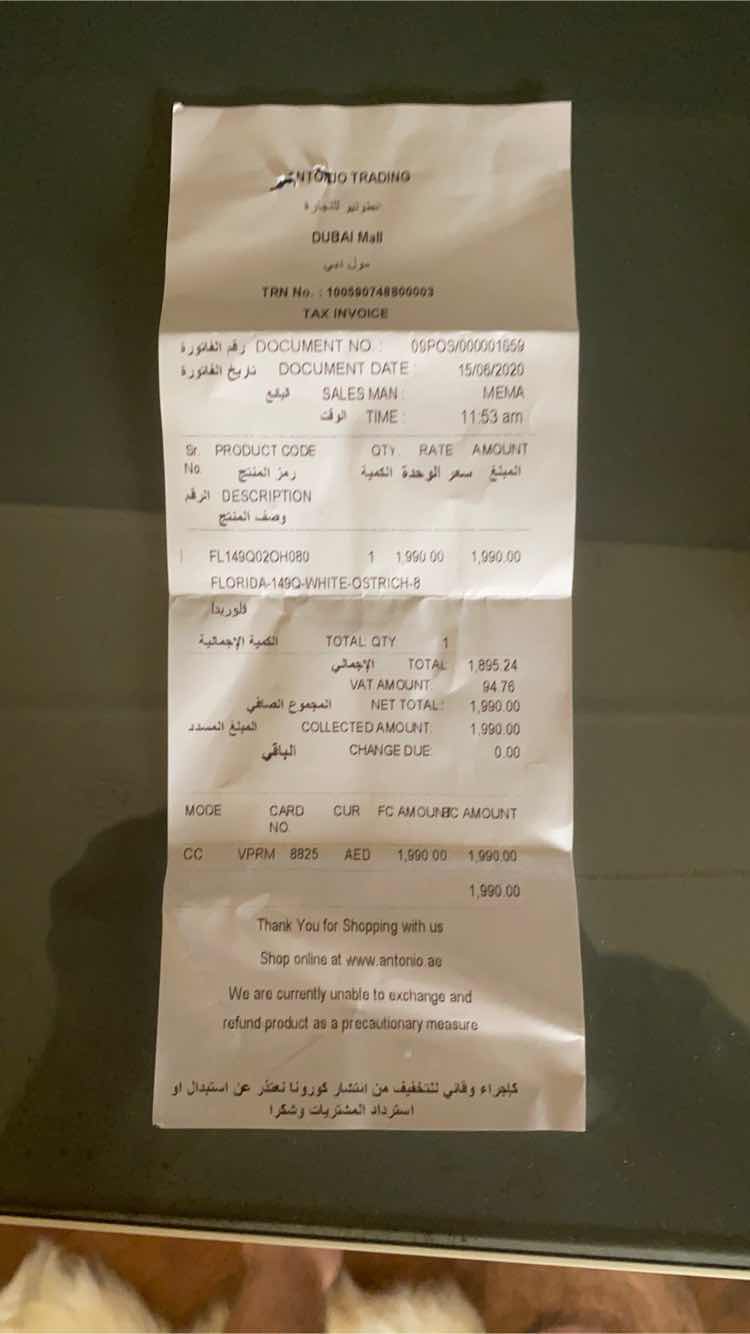 ANTONIO TRADING
انطونيو للتجارة
DUBAI Mall
مول دبي
TRN No. : 100590748800003
TAX INVOICE
رقم الفاتورة DOCUMENT NO. : 09POS/000001659
تاريخ الفاتورة DOCUMENT DATE : 15/06/2020
البايع SALES MAN : MEMA
الوقت TIME : 11:53 am
Sr. PRODUCT CODE QTY RATE AMOUNT
No. رمز المنتج الكمية سعر الوحدة المبلغ
الرقم DESCRIPTION
وصف المنتج
1 FL149Q02OH080 1 1,990.00 1,990.00
FLORIDA-149Q-WHITE-OSTRICH-8
فلوريدا
الكمية الإجمالية TOTAL QTY 1
الإجمالي TOTAL 1,895.24
VAT AMOUNT: 94.76
المجموع الصافي NET TOTAL : 1,990.00
المبلغ المسدد COLLECTED AMOUNT: 1,990.00
الباقي CHANGE DUE: 0.00
MODE CARD CUR FC AMOUNT BC AMOUNT
NO.
CC VPRM 8825 AED 1,990.00 1,990.00
1,990.00
Thank You for Shopping with us
Shop online at www.antonio.ae
We are currently unable to exchange and
refund product as a precautionary measure
كإجراء وقائي للتخفيف من انتشار كورونا نعتذر عن استبدال او
استرداد المشتريات وشكرا